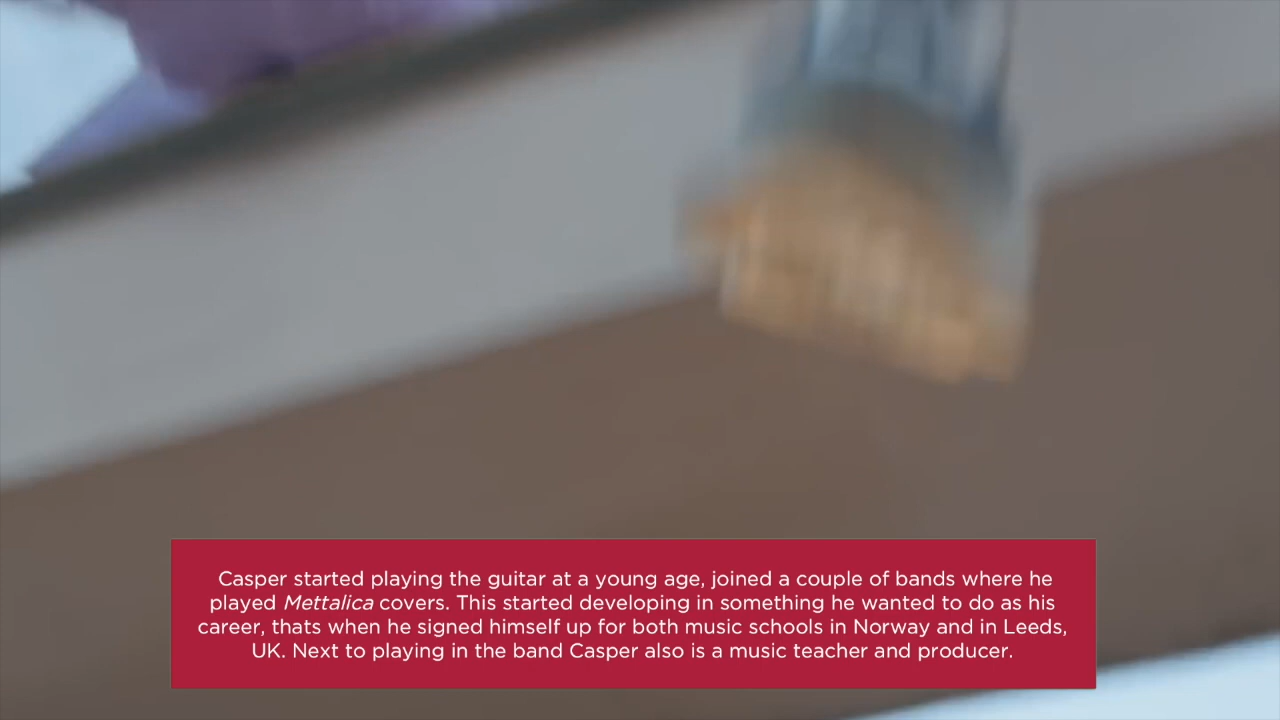 Casper started playing the guitar at a young age, joined a couple of bands where he
played Mettalica covers. This started developing in something he wanted to do as his
career, thats when he signed himself up for both music schools in Norway and in Leeds,
UK. Next to playing in the band Casper also is a music teacher and producer.